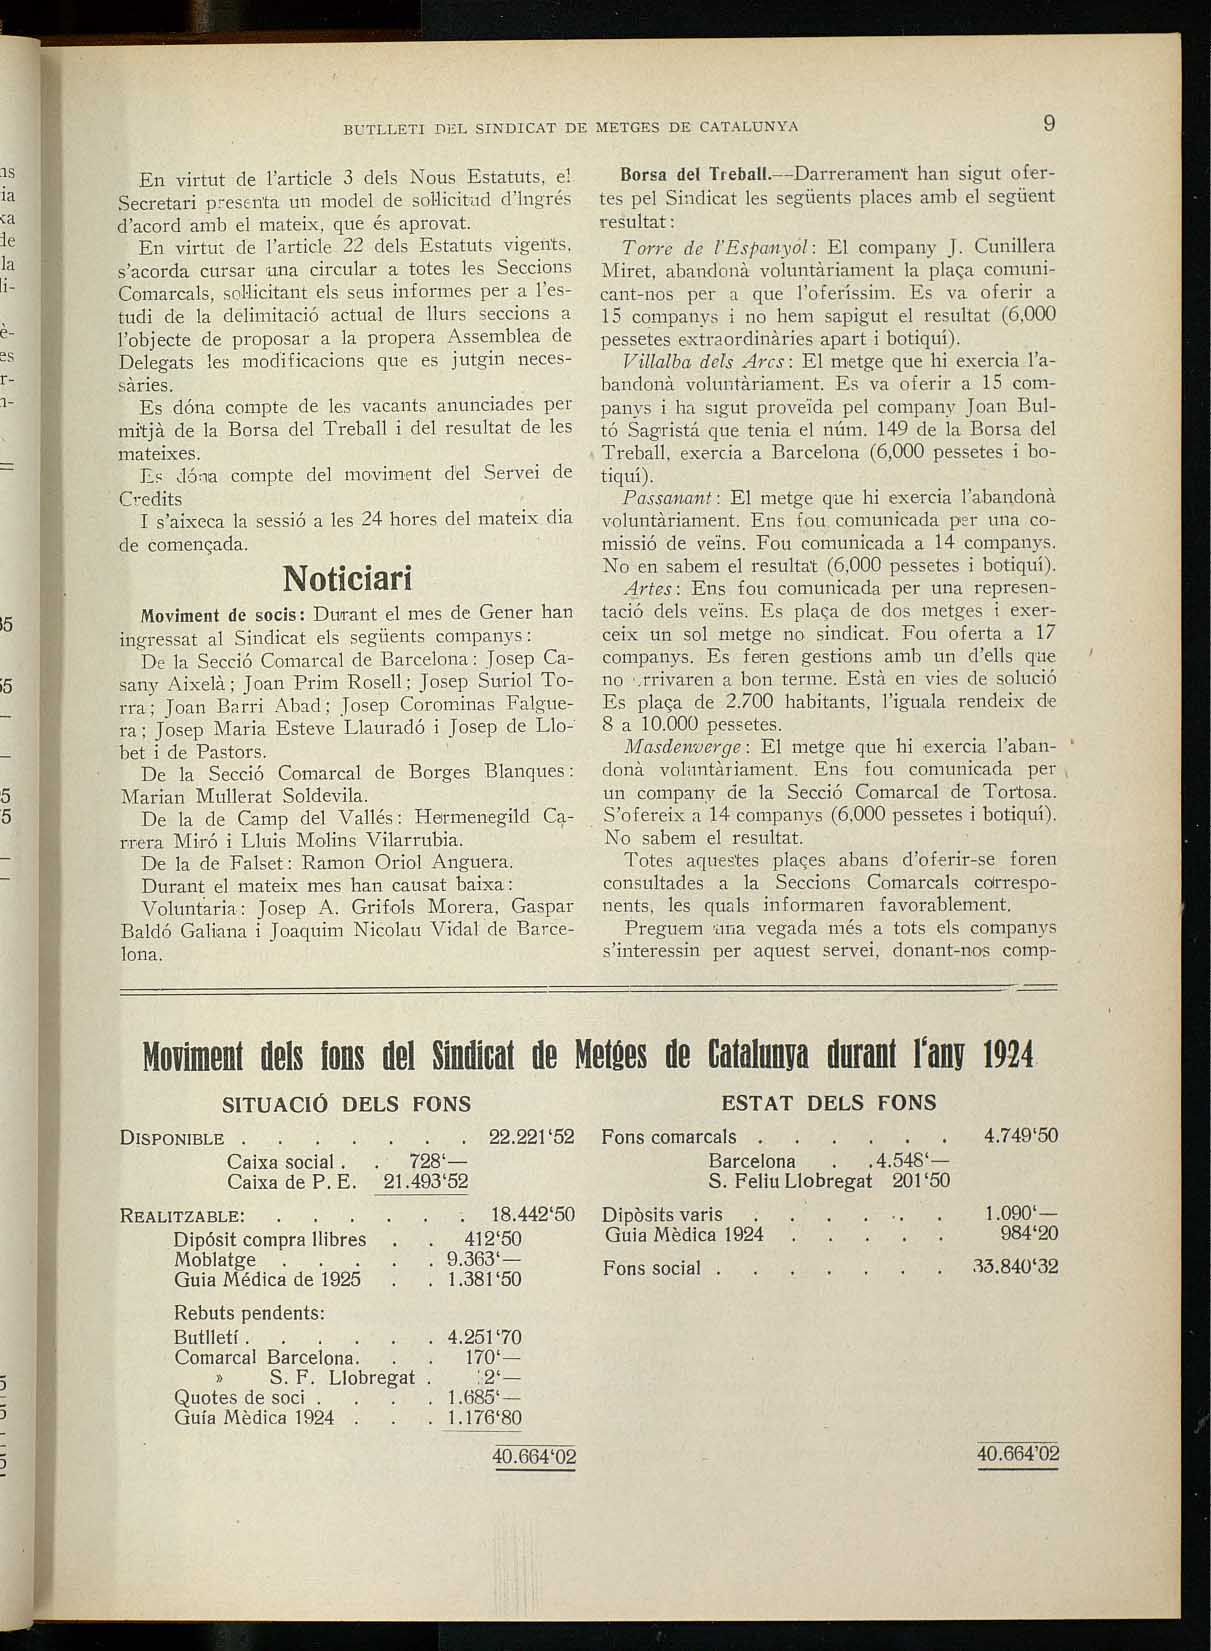 BUTLLETI DEL SINDICAT DE METGES DE CATALUNYA
9
En virtut de l'article 3 dels Nous Estatuts, el
Secretari presenta un model de sol·licitud d'Ingrés
d'acord amb el mateix, que és aprovat.
En virtut de l'article 22 dels Estatuts vigents,
s'acorda cursar una circular a totes les Seccions
Comarcals, sol·licitant els seus informes per a l'es-
tudi de la delimitació actual de llurs seccions a
l'objecte de proposar a la propera Assemblea de
Delegats les modificacions que es jutgin neces-
sàries.
Es dóna compte de les vacants anunciades per
mitjà de la Borsa del Treball i del resultat de les
mateixes.
Es dóna compte del moviment del Servei de
Credits
I s'aixeca la sessió a les 24 hores del mateix dia
de començada.
Noticiari
Moviment de socis: Durant el mes de Gener han
ingressat al Sindicat els següents companys:
De la Secció Comarcal de Barcelona: Josep Ca-
sany Aixelà; Joan Prim Rosell; Josep Suriol To-
rra; Joan Barri Abad; Josep Corominas Falgue-
ra; Josep Maria Esteve Llauradó i Josep de Llo-
bet i de Pastors.
De la Secció Comarcal de Borges Blanques:
Marian Mullerat Soldevila.
De la de Camp del Vallés: Hermenegild Ca-
rrera Miró i Lluis Molins Vilarrubia.
De la de Falset: Ramon Oriol Anguera.
Durant el mateix mes han causat baixa:
Voluntaria: Josep A. Grifols Morera, Gaspar
Baldó Galiana i Joaquim Nicolau Vidal de Barce-
lona.
Borsa del Treball.—Darrerament han sigut ofer-
tes pel Sindicat les següents places amb el següent
resultat:
Torre de l'Espanyòl: El company J. Cunillera
Miret, abandonà voluntàriament la plaça comuni-
cant-nos per a que l'oferíssim. Es va oferir a
15 companys i no hem sapigut el resultat (6,000
pessetes extraordinàries apart i botiquí).
Villalba dels Arcs: El metge que hi exercia l'a-
bandonà voluntàriament. Es va oferir a 15 com-
panys i ha sigut proveïda pel company Joan Bul-
tó Sagristá que tenia el núm. 149 de la Borsa del
Treball, exercia a Barcelona (6,000 pessetes i bo-
tiquí).
Passanant: El metge que hi exercia l'abandonà
voluntàriament. Ens fou comunicada per una co-
missió de veïns. Fou comunicada a 14 companys.
No en sabem el resultat (6,000 pessetes i botiquí).
Artes: Ens fou comunicada per una represen-
tació dels veïns. Es plaça de dos metges i exer-
ceix un sol metge no sindicat. Fou oferta a 17
companys. Es feren gestions amb un d'ells que
no arrivaren a bon terme. Està en vies de solució
Es plaça de 2.700 habitants, l'iguala rendeix de
8 a 10.000 pessetes.
Masdenverge: El metge que hi exercia l'aban-
donà voluntàriament. Ens fou comunicada per
un company de la Secció Comarcal de Tortosa.
S'ofereix a 14 companys (6,000 pessetes i botiquí).
No sabem el resultat.
Totes aquestes plaçes abans d'oferir-se foren
consultades a la Seccions Comarcals correspo-
nents, les quals informaren favorablement.
Preguem una vegada més a tots els companys
s'interessin per aquest servei, donant-nos comp-
Moviment dels fons del Sindicat de Metges de Catalunya durant l'any 1924
SITUACIÓ DELS FONS
DISPONIBLE . . . . . . . 22.221'52
Caixa social . . 728'—
Caixa de P. E. 21.493'52
REALITZABLE: . . . . . . 18.442'50
Dipósit compra llibres . . 412'50
Moblatge . . . . . 9.363'—
Guia Médica de 1925 . . 1.381'50
Rebuts pendents:
Butlletí . . . . . . 4.251'70
Comarcal Barcelona. . . 170'—
» S. F. Llobregat . 2'—
Quotes de soci . . . . 1.685'—
Guía Mèdica 1924 . . . 1.176'80
40.664'02
ESTAT DELS FONS
Fons comarcals . . . . . . 4.749'50
Barcelona . . 4.548'—
S. Feliu Llobregat 201'50
Dipòsits varis . . . . . . 1.090'—
Guia Mèdica 1924 . . . . . 984'20
Fons social . . . . . . . 33.840'32
40.664'02